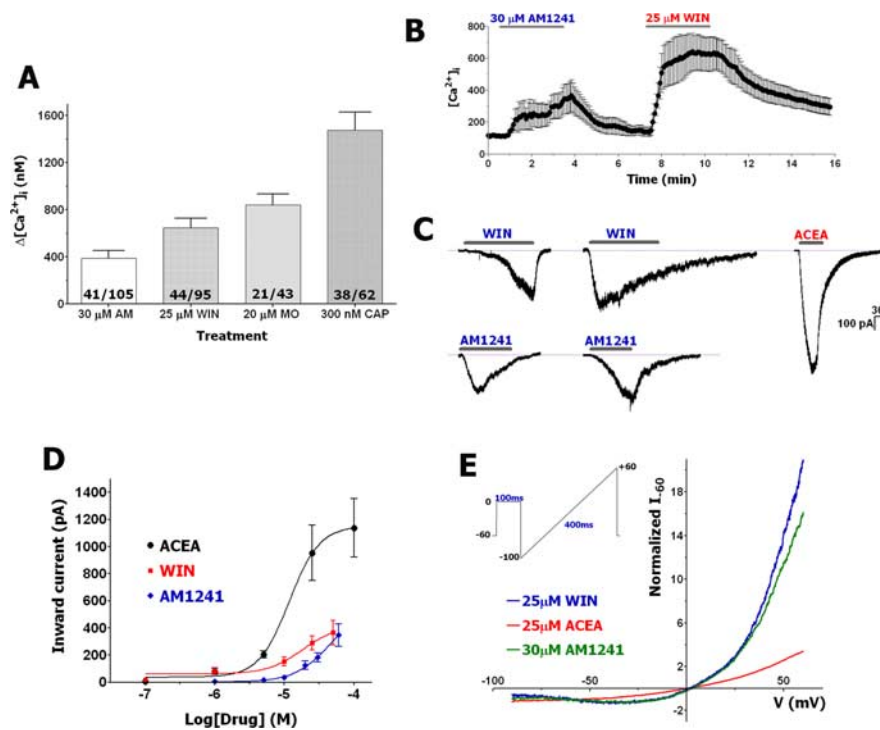 A
Δ[Ca²⁺]ᵢ (nM)
1600
1200
800
400
0
41/105
44/95
21/43
38/62
30 μM AM
25 μM WIN
20 μM MO
300 nM CAP
Treatment
B
30 μM AM1241
25 μM WIN
[Ca²⁺]ᵢ
800
600
400
200
0
0
2
4
6
8
10
12
14
16
Time (min)
C
WIN
WIN
ACEA
AM1241
AM1241
100 pA
D
Inward current (pA)
1400
1200
1000
800
600
400
200
0
ACEA
WIN
AM1241
-7
-6
-5
-4
Log[Drug] (M)
E
+60
100ms
0
-60
-100
400ms
Normalized I-60
18
14
10
6
2
-2
25μM WIN
25μM ACEA
30μM AM1241
-100
-50
0
50
V (mV)